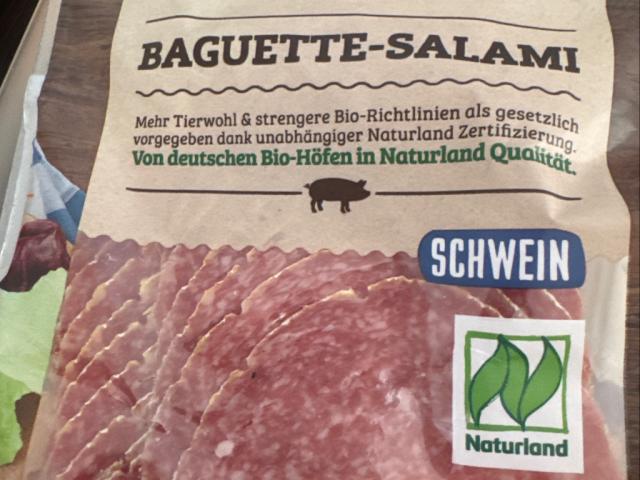 BAGUETTE-SALAMI
Mehr Tierwohl & strengere Bio-Richtlinien als gesetzlich
vorgegeben dank unabhängiger Naturland Zertifizierung.
Von deutschen Bio-Höfen in Naturland Qualität.
SCHWEIN
Naturland